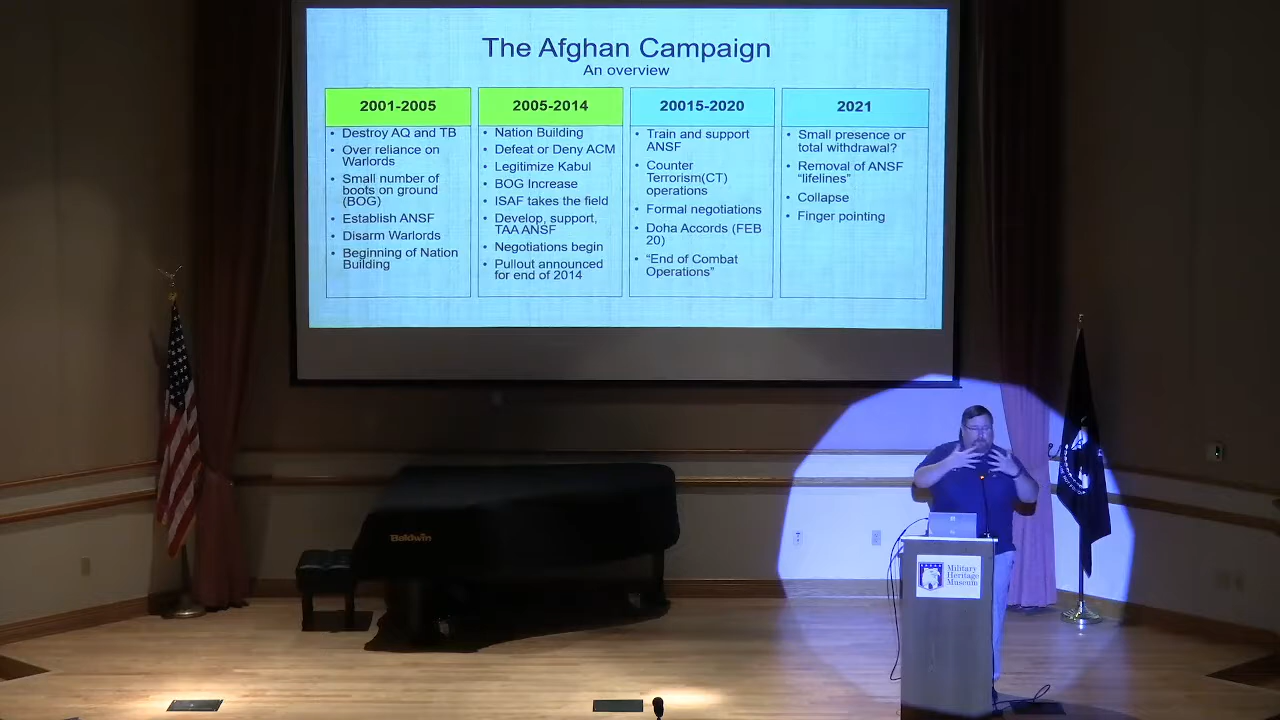 The Afghan Campaign
An overview
2001-2005
• Destroy AQ and TB
• Over reliance on
Warlords
• Small number of
boots on ground
(BOG)
• Establish ANSF
• Disarm Warlords
• Beginning of Nation
Building
2005-2014
• Nation Building
• Defeat or Deny ACM
• Legitimize Kabul
• BOG Increase
• ISAF takes the field
• Develop, support,
TAA ANSF
• Negotiations begin
• Pullout announced
for end of 2014
20015-2020
• Train and support
ANSF
• Counter
Terrorism(CT)
operations
• Formal negotiations
• Doha Accords (FEB
20)
• “End of Combat
Operations”
2021
• Small presence or
total withdrawal?
• Removal of ANSF
“lifelines”
• Collapse
• Finger pointing
Baldwin
Military
Heritage
Museum